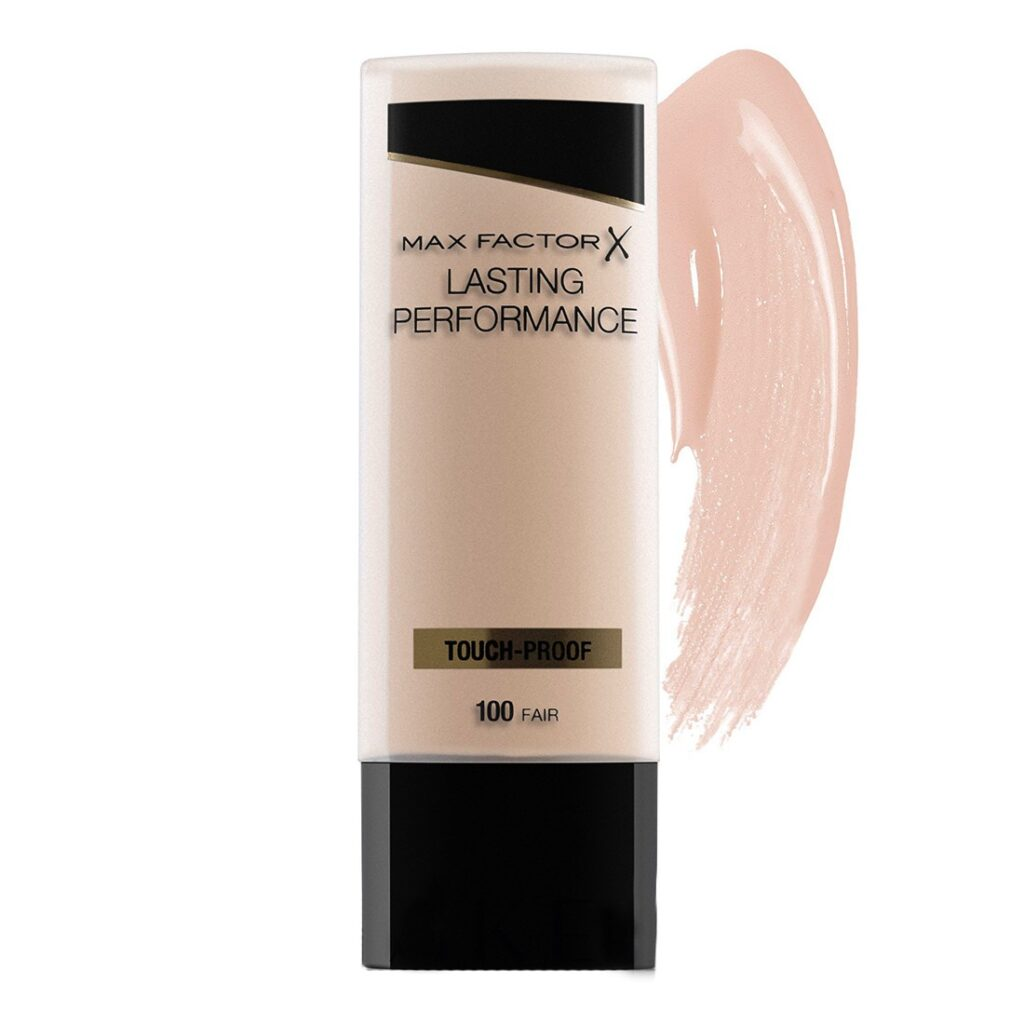 MAX FACTOR X
LASTING
PERFORMANCE
TOUCH-PROOF
100 FAIR